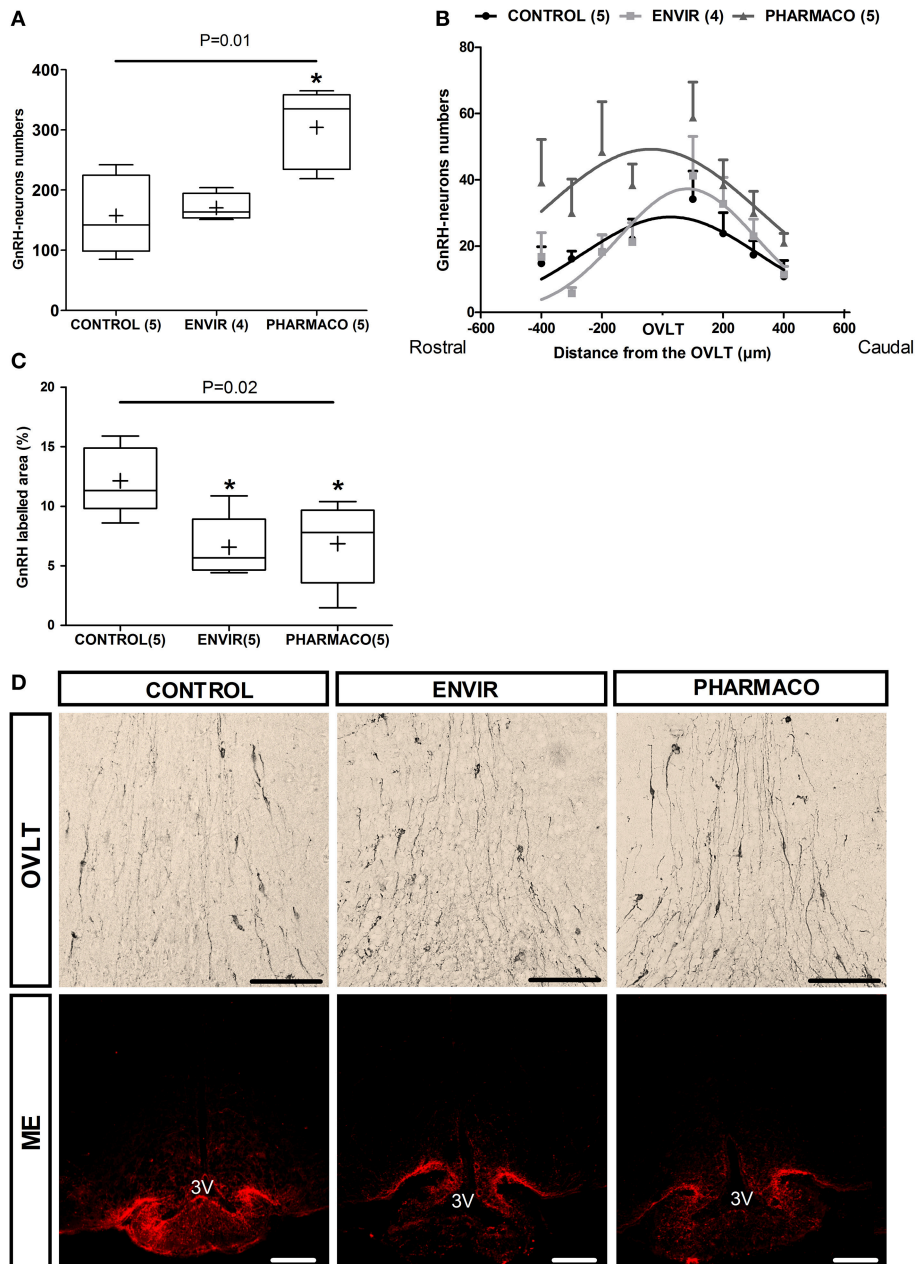 A
P=0.01
*
GnRH-neurons numbers
400
300
200
100
0
CONTROL (5) ENVIR (4) PHARMACO (5)
B
CONTROL (5) ENVIR (4) PHARMACO (5)
GnRH-neurons numbers
80
60
40
20
0
-600 -400 -200 OVLT 200 400 600
Rostral Distance from the OVLT (µm) Caudal
C
P=0.02
* *
GnRH labelled area (%)
20
15
10
5
0
CONTROL(5) ENVIR(5) PHARMACO(5)
D
CONTROL ENVIR PHARMACO
OVLT
ME
3V 3V 3V